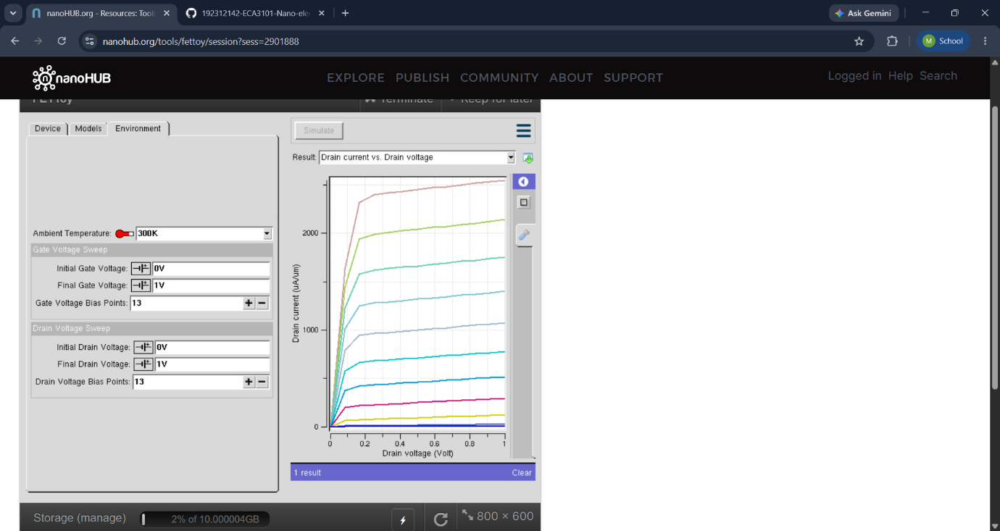 nanoHUB.org - Resources: Tools
192312142-ECA3101-Nano-ele
Ask Gemini
nanohub.org/tools/fettoy/session?sess=2901888
M School
nanoHUB
EXPLORE PUBLISH COMMUNITY ABOUT SUPPORT
Logged in Help Search
FETToy
Terminate
Keep for later
Device Models Environment
Ambient Temperature: 300K
Gate Voltage Sweep
Initial Gate Voltage: 0V
Final Gate Voltage: 1V
Gate Voltage Bias Points: 13
Drain Voltage Sweep
Initial Drain Voltage: 0V
Final Drain Voltage: 1V
Drain Voltage Bias Points: 13
Simulate
Result: Drain current vs. Drain voltage
Drain current (uA/um)
2000
1000
0
0 0.2 0.4 0.6 0.8 1
Drain voltage (Volt)
1 result Clear
Storage (manage) 2% of 10.000004GB
800 × 600